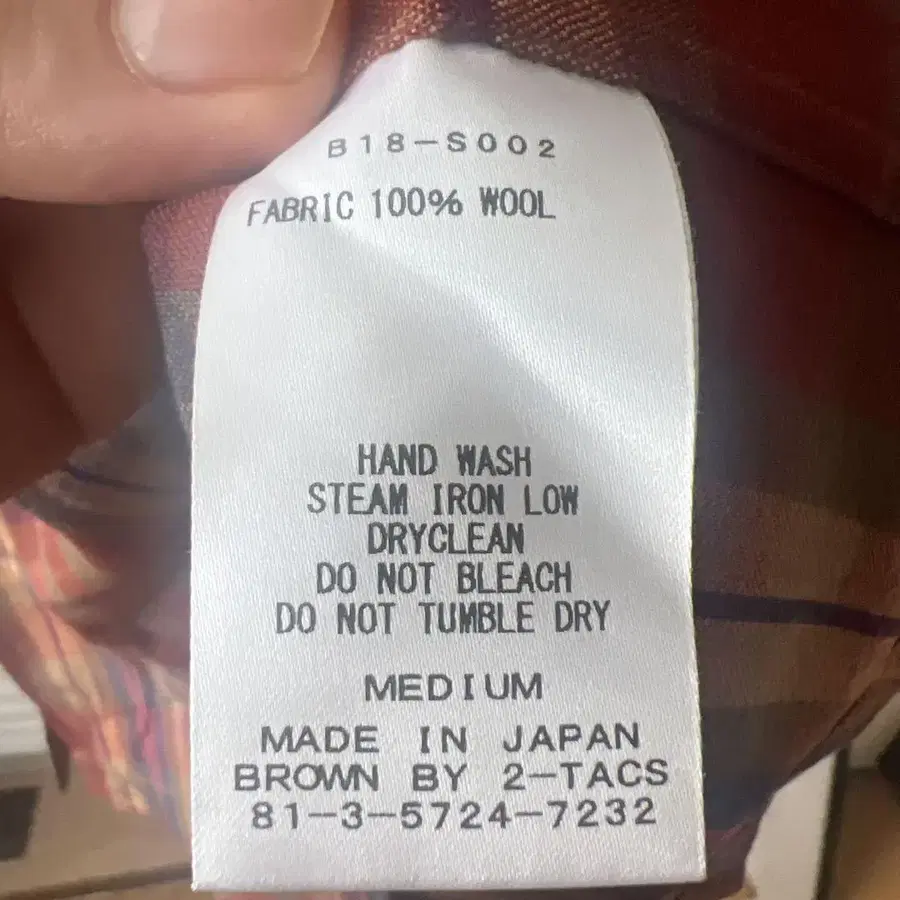 B18-S002
FABRIC 100% WOOL
HAND WASH
STEAM IRON LOW
DRYCLEAN
DO NOT BLEACH
DO NOT TUMBLE DRY
MEDIUM
MADE IN JAPAN
BROWN BY 2-TACS
81-3-5724-7232